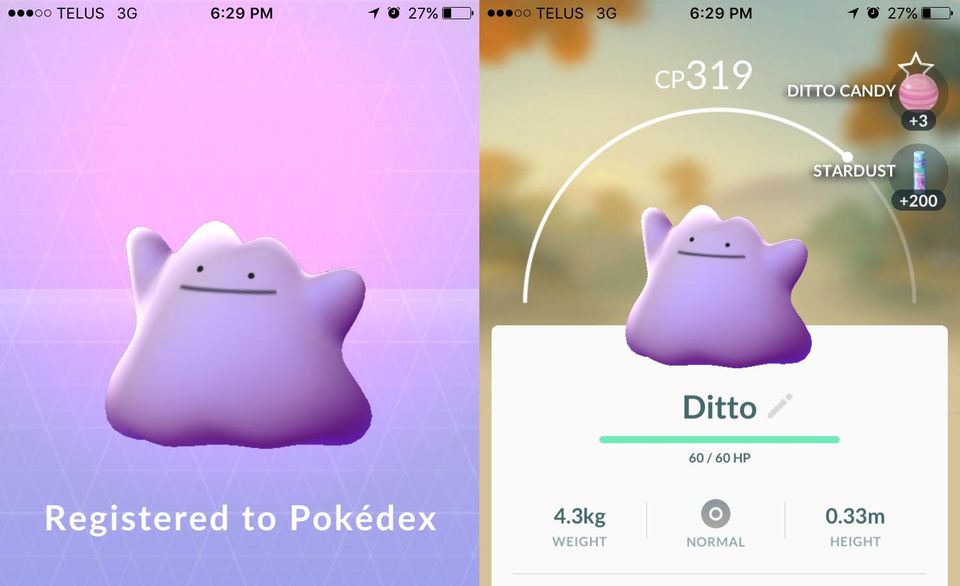 TELUS 3G 6:29 PM 27%
Registered to Pokédex
TELUS 3G 6:29 PM 27%
CP319
DITTO CANDY
+3
STARDUST
+200
Ditto
60 / 60 HP
4.3kg 0.33m
WEIGHT NORMAL HEIGHT